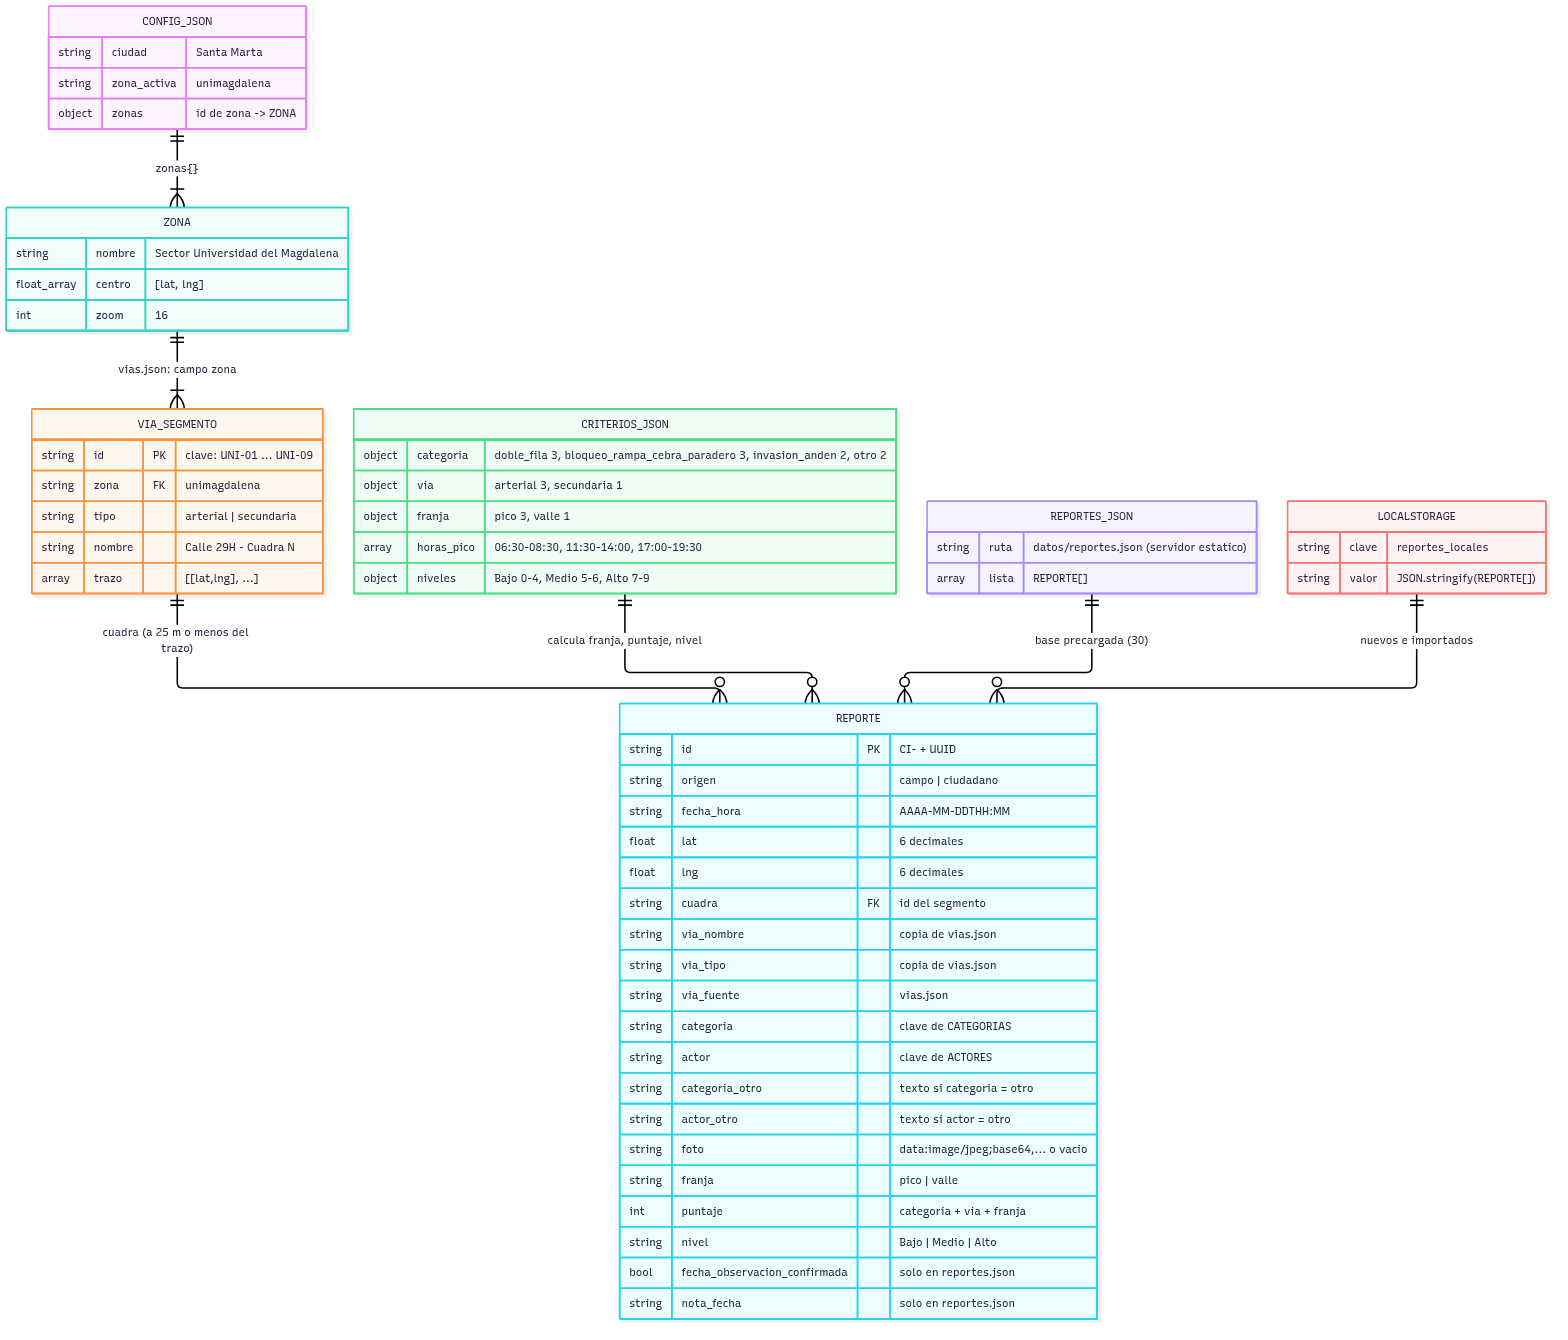 CONFIG_JSON
string ciudad Santa Marta
string zona_activa unimagdalena
object zonas id de zona -> ZONA
zonas{}
ZONA
string nombre Sector Universidad del Magdalena
float_array centro [lat, lng]
int zoom 16
vias.json: campo zona
VIA_SEGMENTO
string id PK clave: UNI-01 ... UNI-09
string zona FK unimagdalena
string tipo arterial | secundaria
string nombre Calle 29H - Cuadra N
array trazo [[lat,lng], ...]
CRITERIOS_JSON
object categoria doble_fila 3, bloqueo_rampa_cebra_paradero 3, invasion_anden 2, otro 2
object via arterial 3, secundaria 1
object franja pico 3, valle 1
array horas_pico 06:30-08:30, 11:30-14:00, 17:00-19:30
object niveles Bajo 0-4, Medio 5-6, Alto 7-9
REPORTES_JSON
string ruta datos/reportes.json (servidor estatico)
array lista REPORTE[]
LOCALSTORAGE
string clave reportes_locales
string valor JSON.stringify(REPORTE[])
cuadra (a 25 m o menos del
trazo)
calcula franja, puntaje, nivel
base precargada (30)
nuevos e importados
REPORTE
string id PK CI- + UUID
string origen campo | ciudadano
string fecha_hora AAAA-MM-DDTHH:MM
float lat 6 decimales
float lng 6 decimales
string cuadra FK id del segmento
string via_nombre copia de vias.json
string via_tipo copia de vias.json
string via_fuente vias.json
string categoria clave de CATEGORIAS
string actor clave de ACTORES
string categoria_otro texto si categoria = otro
string actor_otro texto si actor = otro
string foto data:image/jpeg;base64,... o vacio
string franja pico | valle
int puntaje categoria + via + franja
string nivel Bajo | Medio | Alto
bool fecha_observacion_confirmada solo en reportes.json
string nota_fecha solo en reportes.json